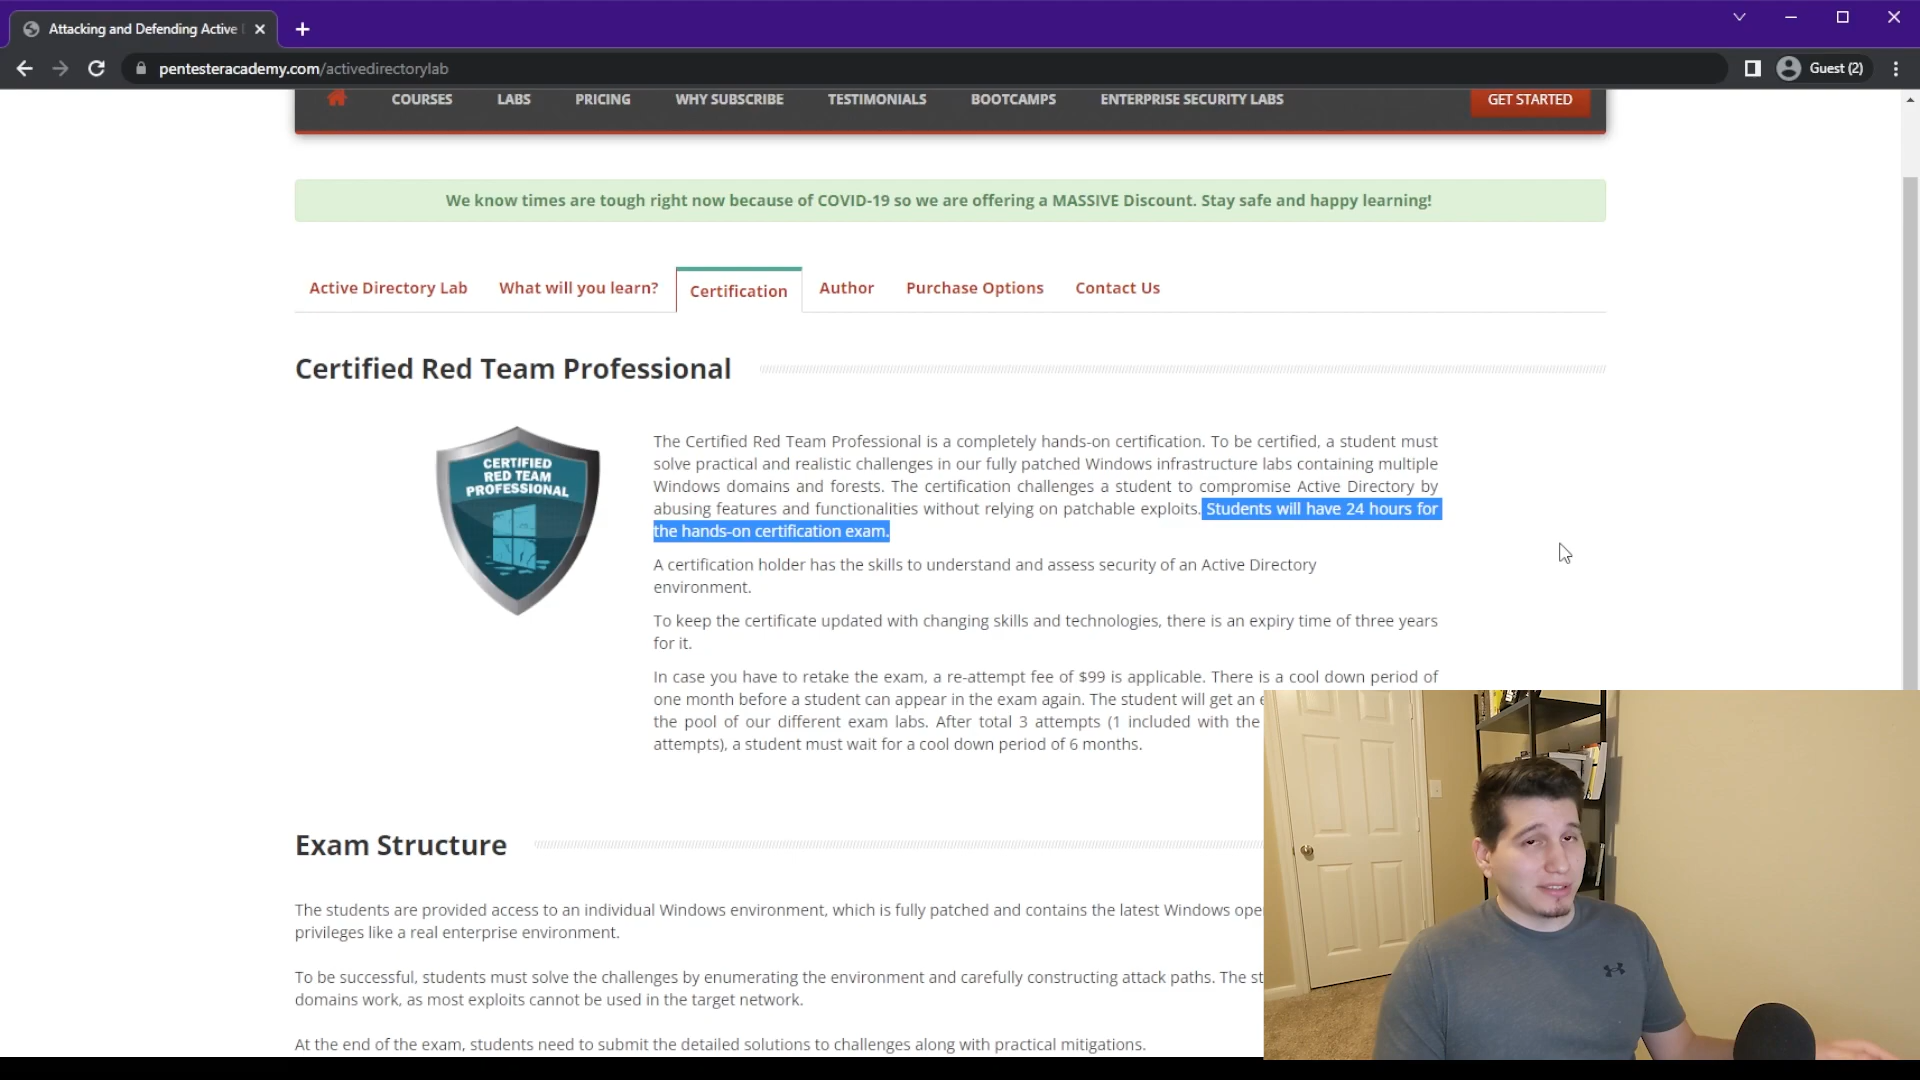 Attacking and Defending Active
pentesteracademy.com/activedirectorylab
Guest (2)
COURSES LABS PRICING WHY SUBSCRIBE TESTIMONIALS BOOTCAMPS ENTERPRISE SECURITY LABS GET STARTED
We know times are tough right now because of COVID-19 so we are offering a MASSIVE Discount. Stay safe and happy learning!
Active Directory Lab What will you learn? Certification Author Purchase Options Contact Us
Certified Red Team Professional
CERTIFIED
RED TEAM
PROFESSIONAL
The Certified Red Team Professional is a completely hands-on certification. To be certified, a student must
solve practical and realistic challenges in our fully patched Windows infrastructure labs containing multiple
Windows domains and forests. The certification challenges a student to compromise Active Directory by
abusing features and functionalities without relying on patchable exploits. Students will have 24 hours for
the hands-on certification exam.
A certification holder has the skills to understand and assess security of an Active Directory
environment.
To keep the certificate updated with changing skills and technologies, there is an expiry time of three years
for it.
In case you have to retake the exam, a re-attempt fee of $99 is applicable. There is a cool down period of
one month before a student can appear in the exam again. The student will get an
the pool of our different exam labs. After total 3 attempts (1 included with the
attempts), a student must wait for a cool down period of 6 months.
Exam Structure
The students are provided access to an individual Windows environment, which is fully patched and contains the latest Windows
privileges like a real enterprise environment.
To be successful, students must solve the challenges by enumerating the environment and carefully constructing attack paths. The
domains work, as most exploits cannot be used in the target network.
At the end of the exam, students need to submit the detailed solutions to challenges along with practical mitigations.